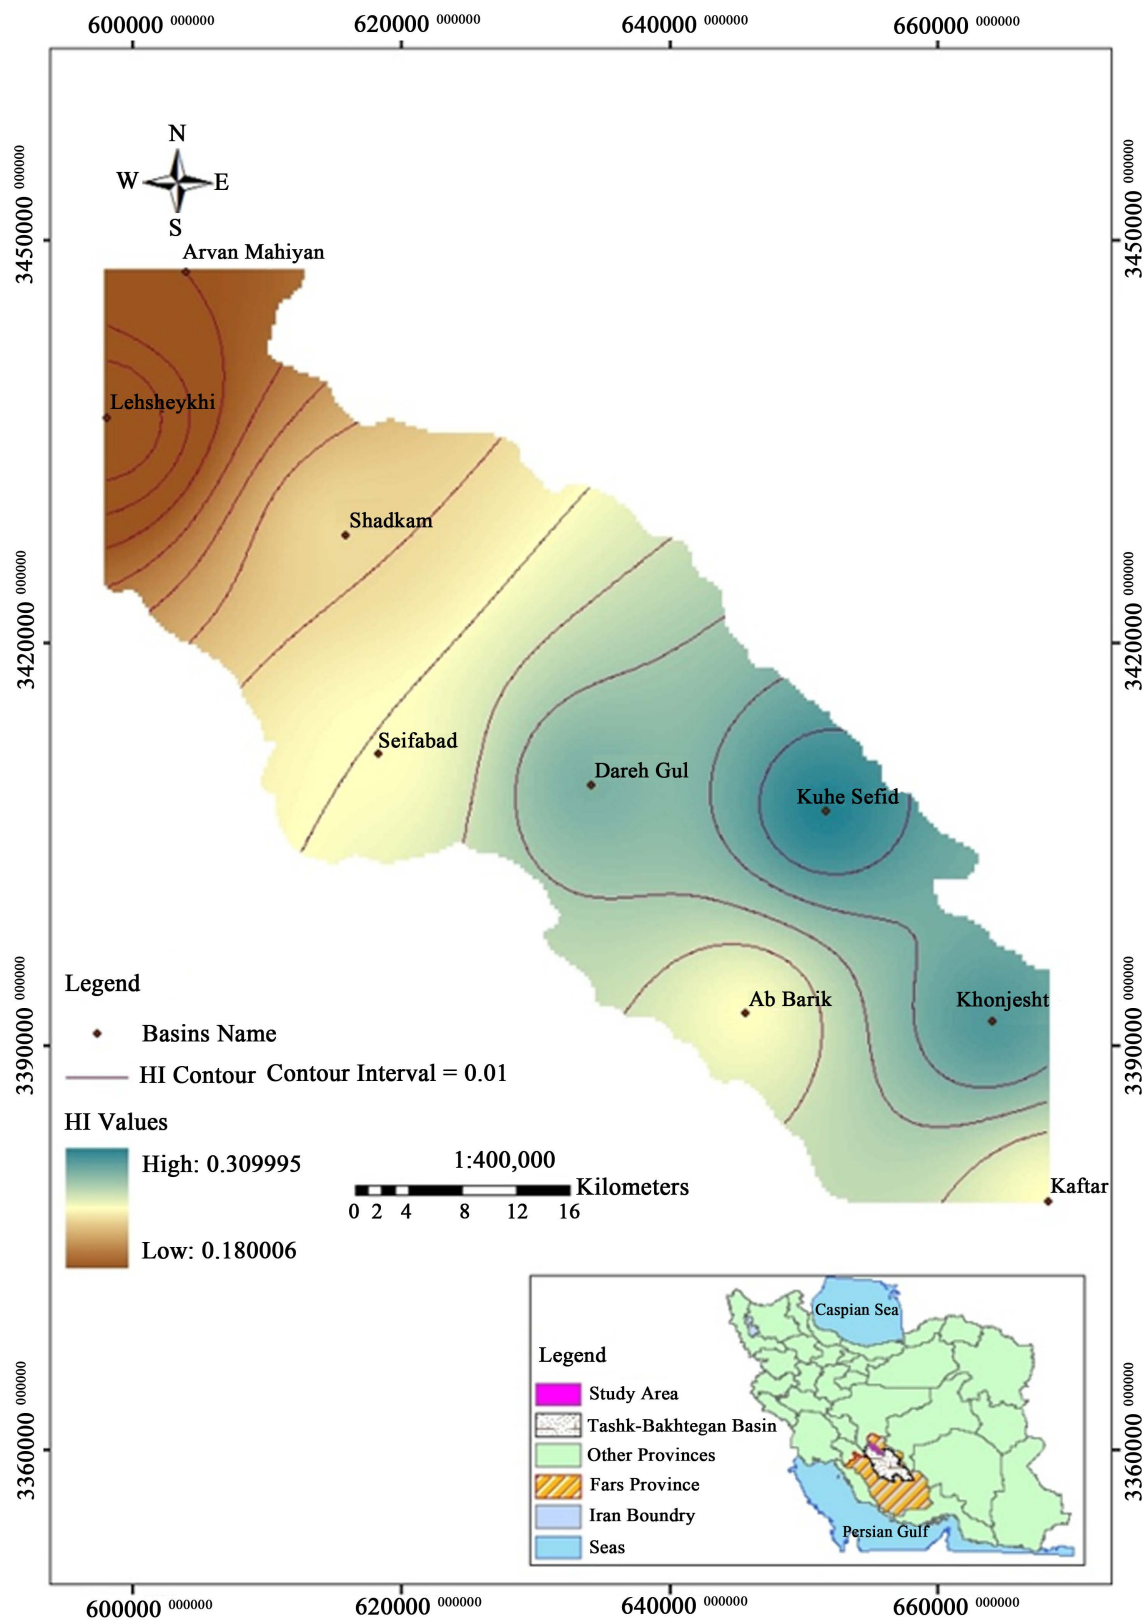 600000 000000 620000 000000 640000 000000 660000 000000
N
W E
S
3450000 000000
3450000 000000
Arvan Mahiyan
Lehsheykhi
Shadkam
3420000 000000
3420000 000000
Seifabad
Dareh Gul
Kuhe Sefid
Ab Barik
Khonjesht
Legend
Basins Name
3390000 000000
3390000 000000
HI Contour Contour Interval = 0.01
HI Values
High: 0.309995
Low: 0.180006
1:400,000
Kilometers
0 2 4 8 12 16
Kaftar
Caspian Sea
Legend
Study Area
Tashk-Bakhtegan Basin
Other Provinces
Fars Province
Iran Boundry
Seas
Persian Gulf
3360000 000000
3360000 000000
600000 000000 620000 000000 640000 000000 660000 000000